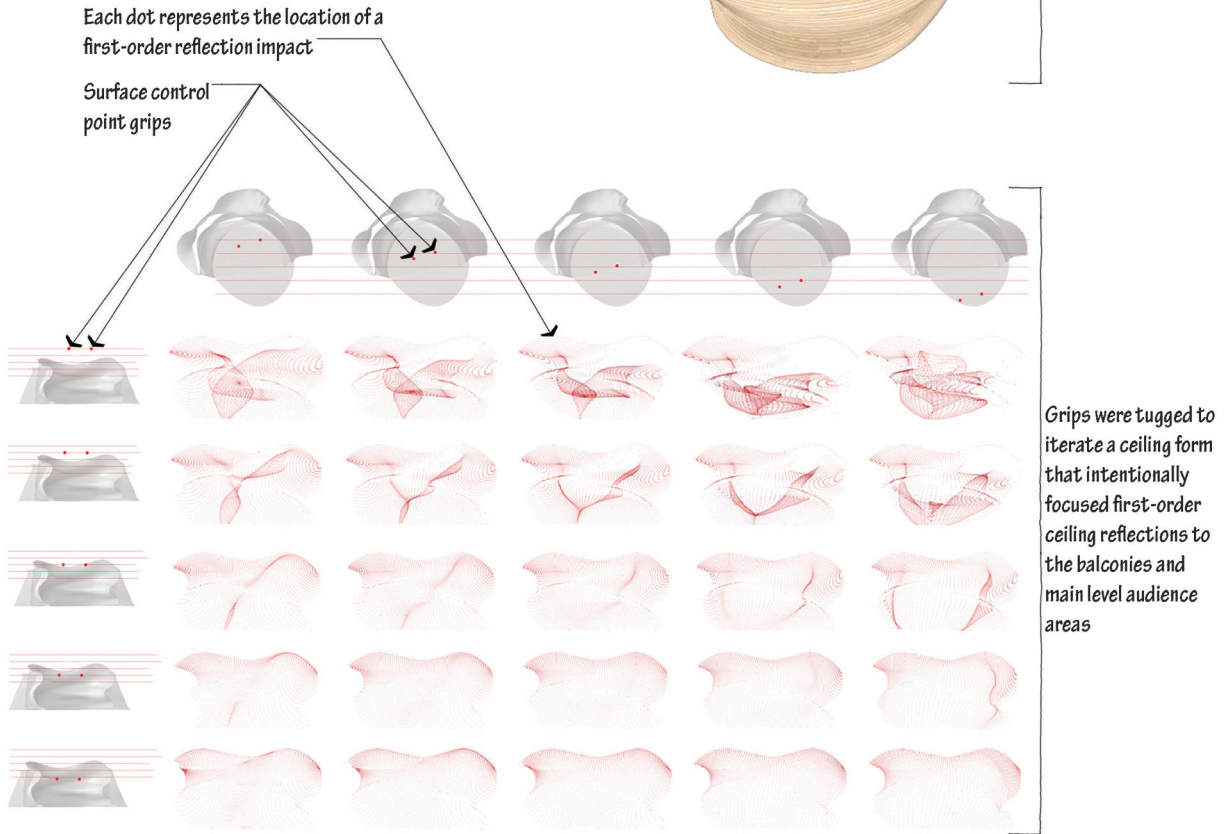 Each dot represents the location of a
first-order reflection impact
Surface control
point grips
Grips were tugged to
iterate a ceiling form
that intentionally
focused first-order
ceiling reflections to
the balconies and
main level audience
areas